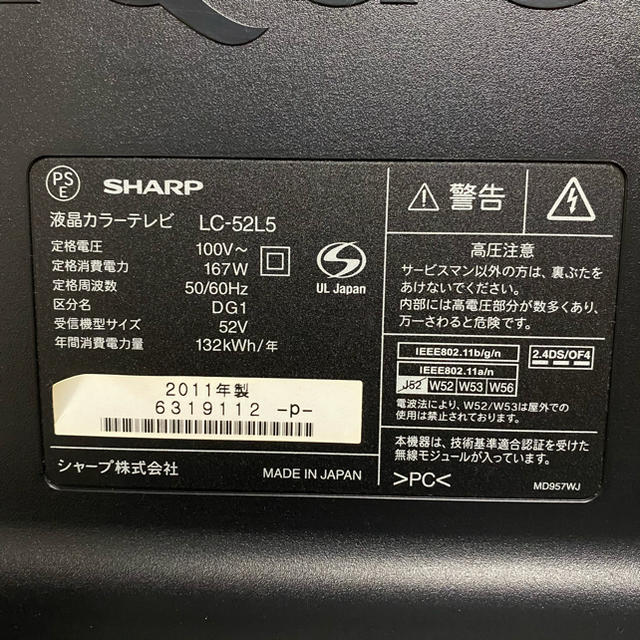 PS
E
SHARP
液晶カラーテレビ LC-52L5
定格電圧 100V～
定格消費電力 167W
定格周波数 50/60Hz
区分名 DG1
受信機型サイズ 52V
年間消費電力量 132kWh/年
S
UL Japan
2011年製
6319112 -p-
シャープ株式会社 MADE IN JAPAN
警告
高圧注意
サービスマン以外の方は、裏ぶたを
あけないでください。
内部には高電圧部分が数多くあり、
万一さわると危険です。
IEEE802.11b/g/n
IEEE802.11a/n
J52 W52 W53 W56
2.4DS/OF4
電波法により、W52/W53は屋外での
使用は禁止されております。
本機器は、技術基準適合認証を受けた
無線モジュールが入っています。
>PC<
MD957WJ